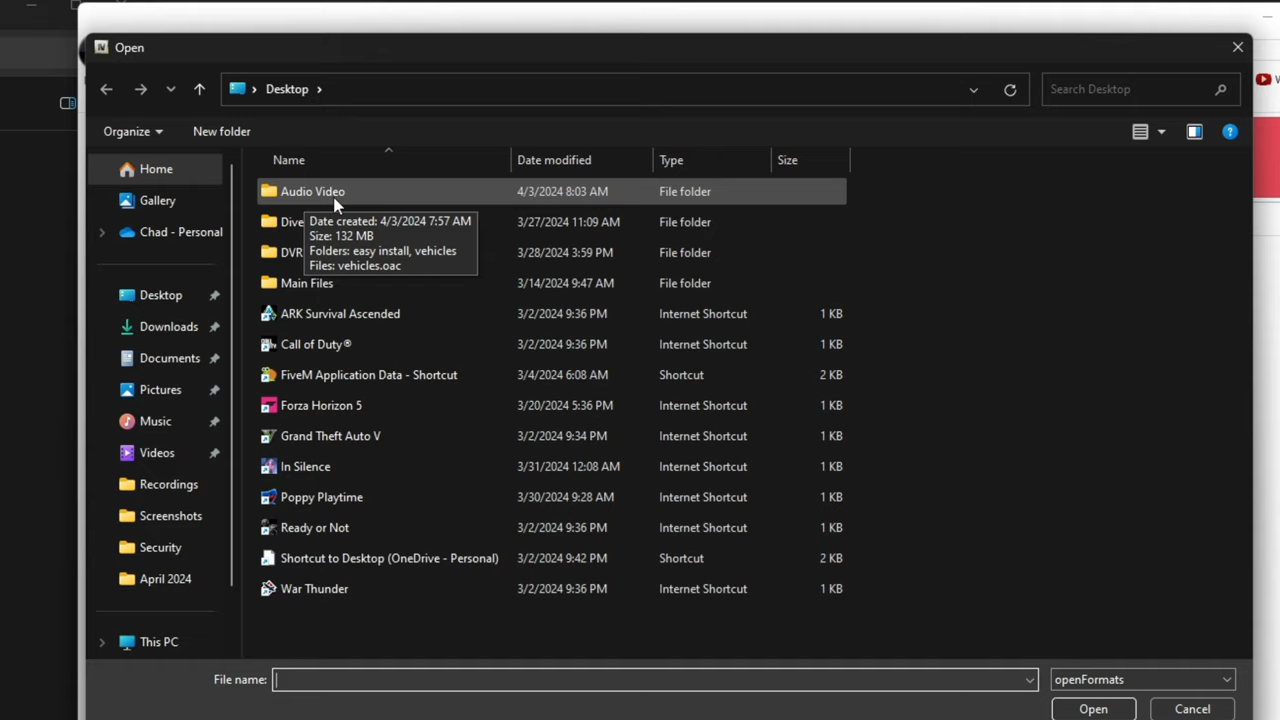 Open
Desktop
Search Desktop
Organize
New folder
Name
Date modified
Type
Size
Home
Gallery
Chad - Personal
Desktop
Downloads
Documents
Pictures
Music
Videos
Recordings
Screenshots
Security
April 2024
This PC
Audio Video 4/3/2024 8:03 AM File folder
Date created: 4/3/2024 7:57 AM
Size: 132 MB
Folders: easy install, vehicles
Files: vehicles.oac
Dive 3/27/2024 11:09 AM File folder
DVR 3/28/2024 3:59 PM File folder
Main Files 3/14/2024 9:47 AM File folder
ARK Survival Ascended 3/2/2024 9:36 PM Internet Shortcut 1 KB
Call of Duty® 3/2/2024 9:36 PM Internet Shortcut 1 KB
FiveM Application Data - Shortcut 3/4/2024 6:08 AM Shortcut 2 KB
Forza Horizon 5 3/20/2024 5:36 PM Internet Shortcut 1 KB
Grand Theft Auto V 3/2/2024 9:34 PM Internet Shortcut 1 KB
In Silence 3/31/2024 12:08 AM Internet Shortcut 1 KB
Poppy Playtime 3/30/2024 9:28 AM Internet Shortcut 1 KB
Ready or Not 3/2/2024 9:36 PM Internet Shortcut 1 KB
Shortcut to Desktop (OneDrive - Personal) 3/2/2024 9:42 PM Shortcut 2 KB
War Thunder 3/2/2024 9:36 PM Internet Shortcut 1 KB
File name:
openFormats
Open
Cancel